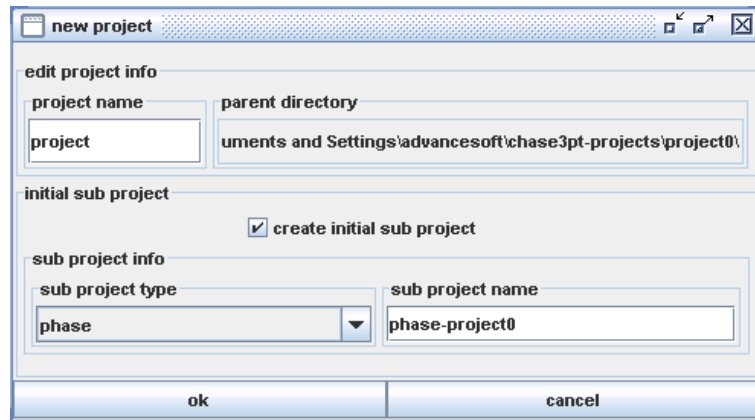 new project
edit project info
project name
parent directory
project
uments and Settings\advancesoft\chase3pt-projects\project0\
initial sub project
create initial sub project
sub project info
sub project type
sub project name
phase
phase-project0
ok
cancel